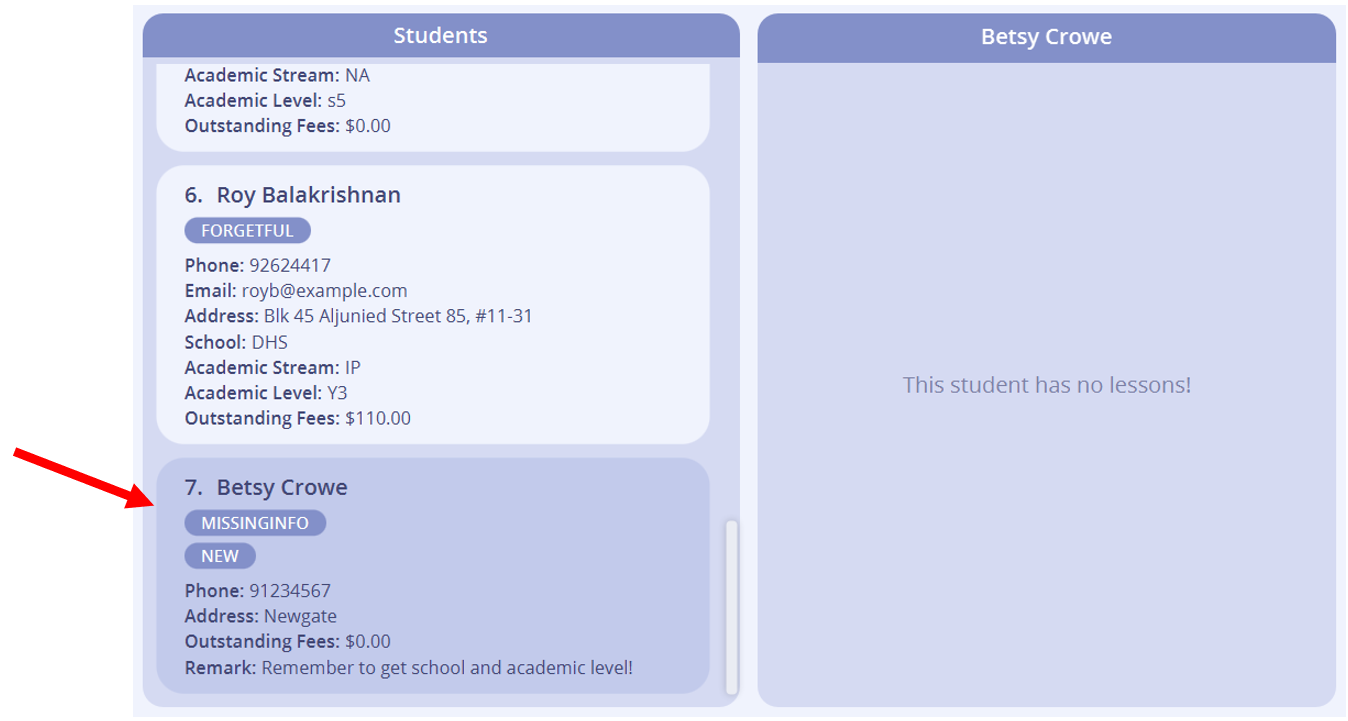 Students
Academic Stream: NA
Academic Level: s5
Outstanding Fees: $0.00
6. Roy Balakrishnan
FORGETFUL
Phone: 92624417
Email: royb@example.com
Address: Blk 45 Aljunied Street 85, #11-31
School: DHS
Academic Stream: IP
Academic Level: Y3
Outstanding Fees: $110.00
7. Betsy Crowe
MISSINGINFO
NEW
Phone: 91234567
Address: Newgate
Outstanding Fees: $0.00
Remark: Remember to get school and academic level!
Betsy Crowe
This student has no lessons!